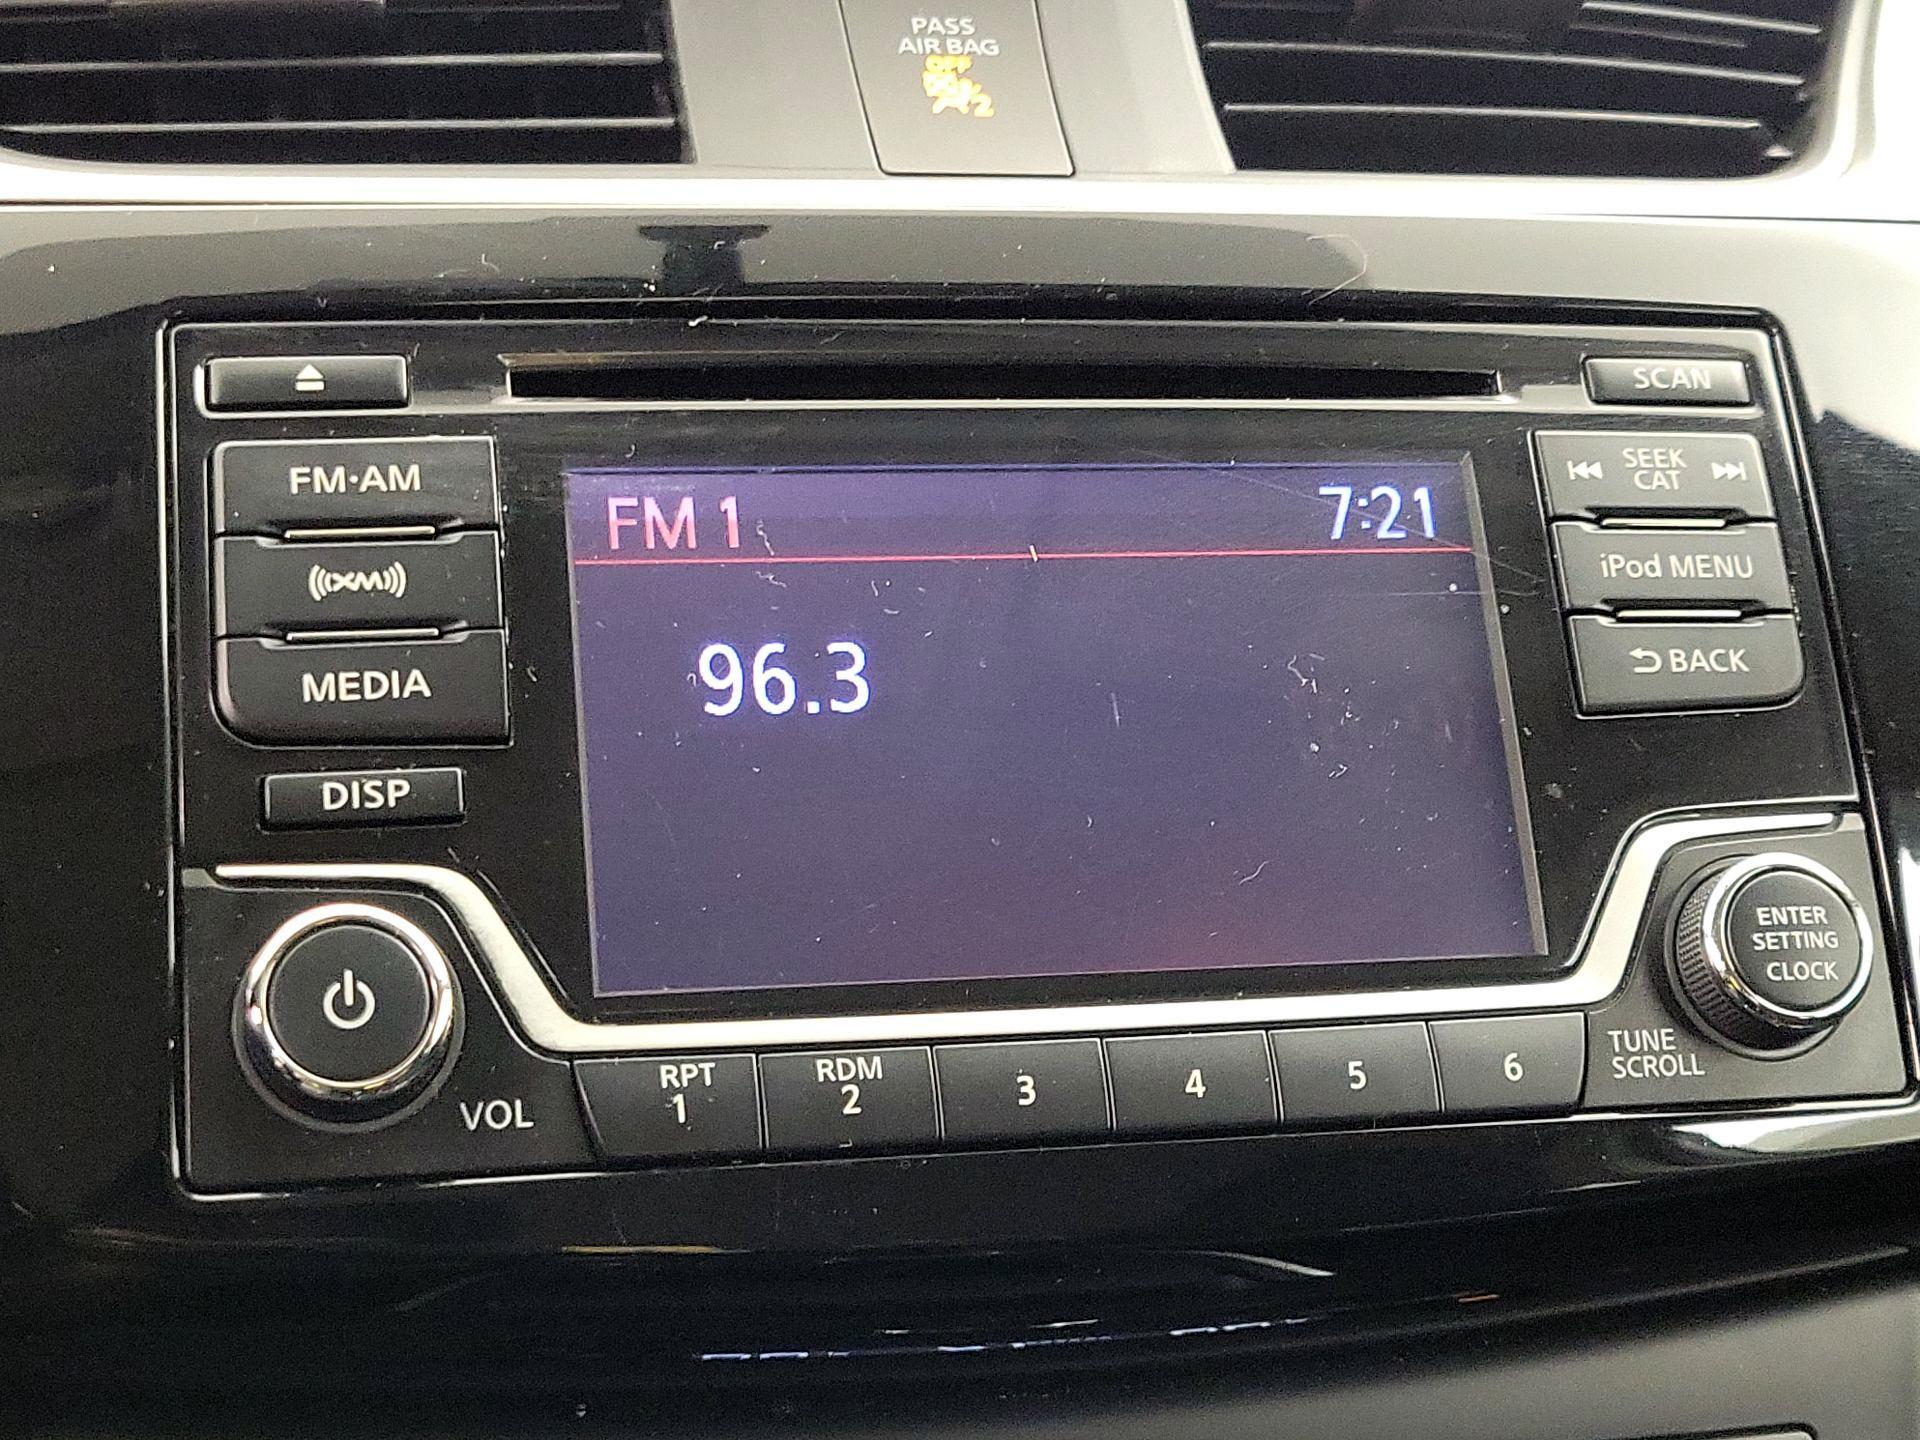 PASS
AIR BAG
OFF
SCAN
FM·AM
SEEK
CAT
FM 1
7:21
(((XM)))
iPod MENU
96.3
MEDIA
BACK
DISP
ENTER
SETTING
CLOCK
TUNE
SCROLL
VOL
RPT
1
RDM
2
3
4
5
6